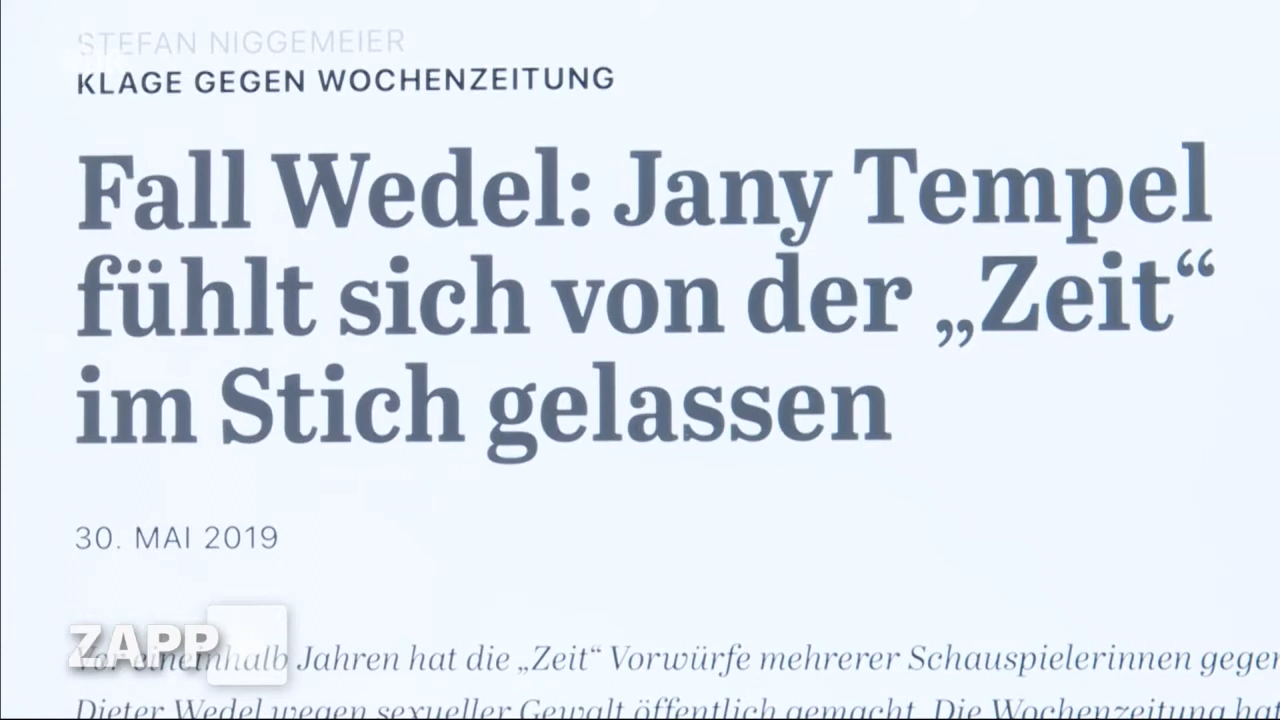 STEFAN NIGGEMEIER
KLAGE GEGEN WOCHENZEITUNG
Fall Wedel: Jany Tempel
fühlt sich von der „Zeit“
im Stich gelassen
30. MAI 2019
ZAPP
Vor eineinhalb Jahren hat die „Zeit“ Vorwürfe mehrerer Schauspielerinnen gegen
Dieter Wedel wegen sexueller Gewalt öffentlich gemacht. Die Wochenzeitung hat